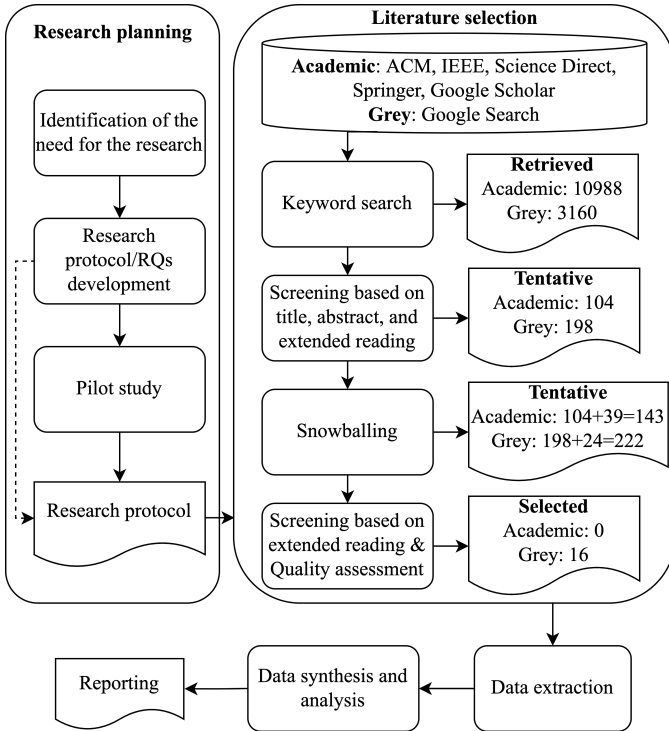 Research planning
Identification of the
need for the research
Research
protocol/RQs
development
Pilot study
Research protocol
Literature selection
Academic: ACM, IEEE, Science Direct,
Springer, Google Scholar
Grey: Google Search
Keyword search
Retrieved
Academic: 10988
Grey: 3160
Screening based on
title, abstract, and
extended reading
Tentative
Academic: 104
Grey: 198
Snowballing
Tentative
Academic: 104+39=143
Grey: 198+24=222
Screening based on
extended reading &
Quality assessment
Selected
Academic: 0
Grey: 16
Data extraction
Data synthesis and
analysis
Reporting